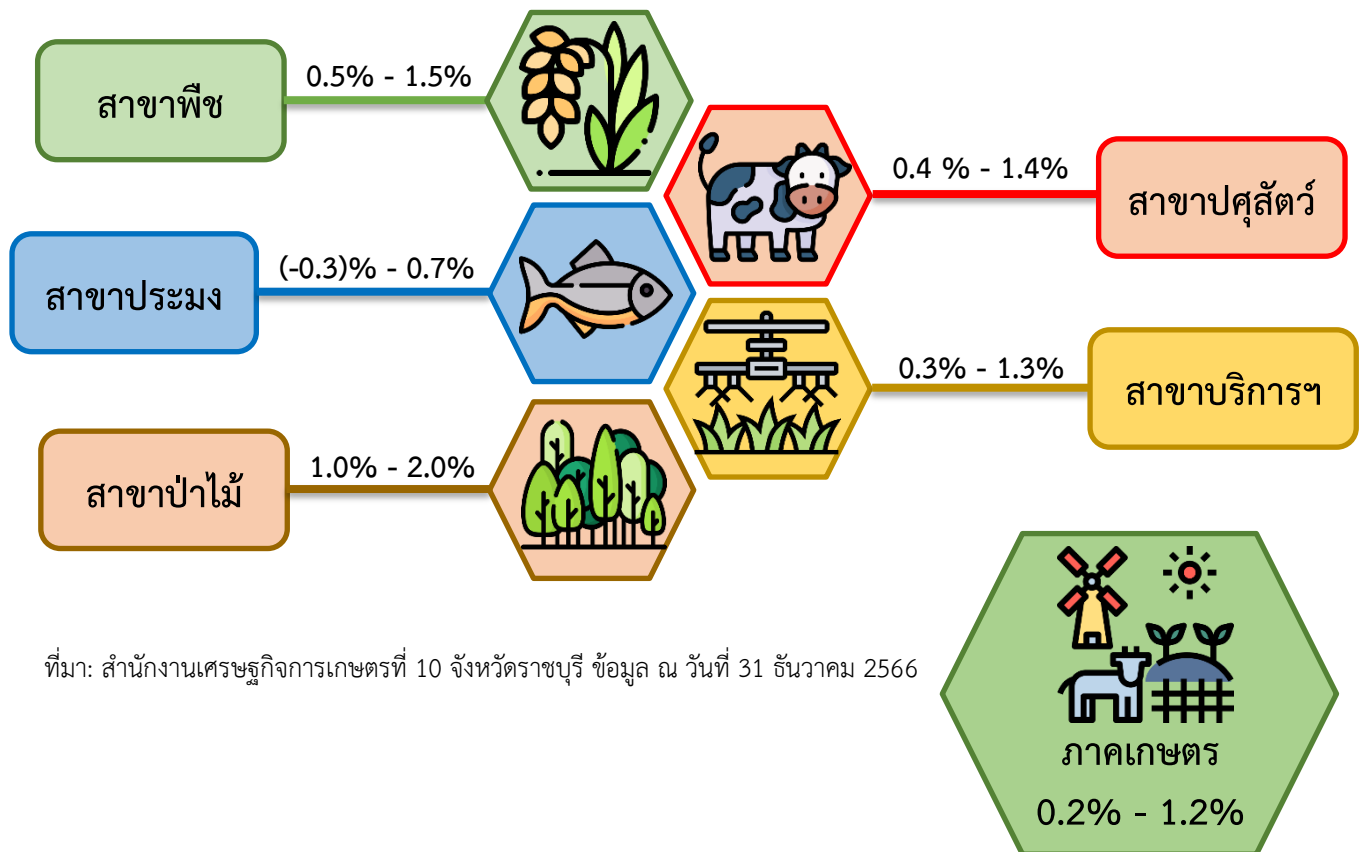 สาขาพืช
0.5% - 1.5%
0.4 % - 1.4%
สาขาปศุสัตว์
สาขาประมง
(-0.3)% - 0.7%
0.3% - 1.3%
สาขาบริการฯ
สาขาป่าไม้
1.0% - 2.0%
ที่มา: สำนักงานเศรษฐกิจการเกษตรที่ 10 จังหวัดราชบุรี ข้อมูล ณ วันที่ 31 ธันวาคม 2566
ภาคเกษตร
0.2% - 1.2%